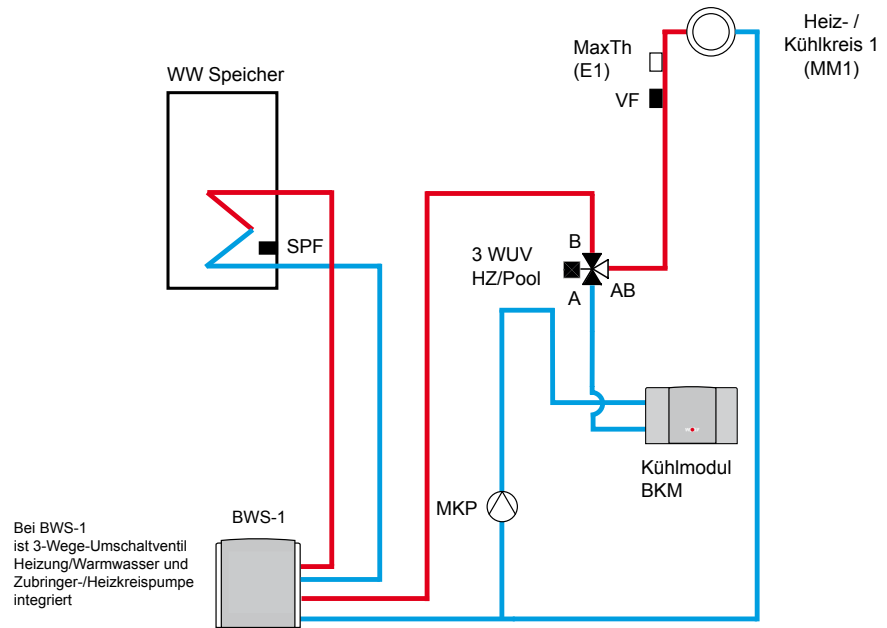 Heiz- /
Kühlkreis 1
(MM1)
MaxTh
(E1)
VF
WW Speicher
SPF
B
3 WUV
HZ/Pool
A
AB
Kühlmodul
BKM
MKP
BWS-1
Bei BWS-1
ist 3-Wege-Umschaltventil
Heizung/Warmwasser und
Zubringer-/Heizkreispumpe
integriert